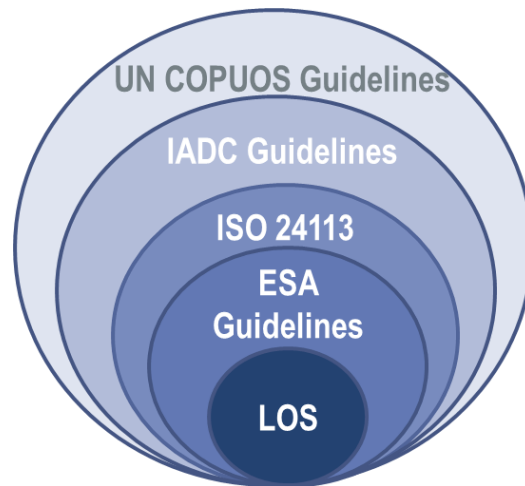 UN COPUOS Guidelines
IADC Guidelines
ISO 24113
ESA
Guidelines
LOS